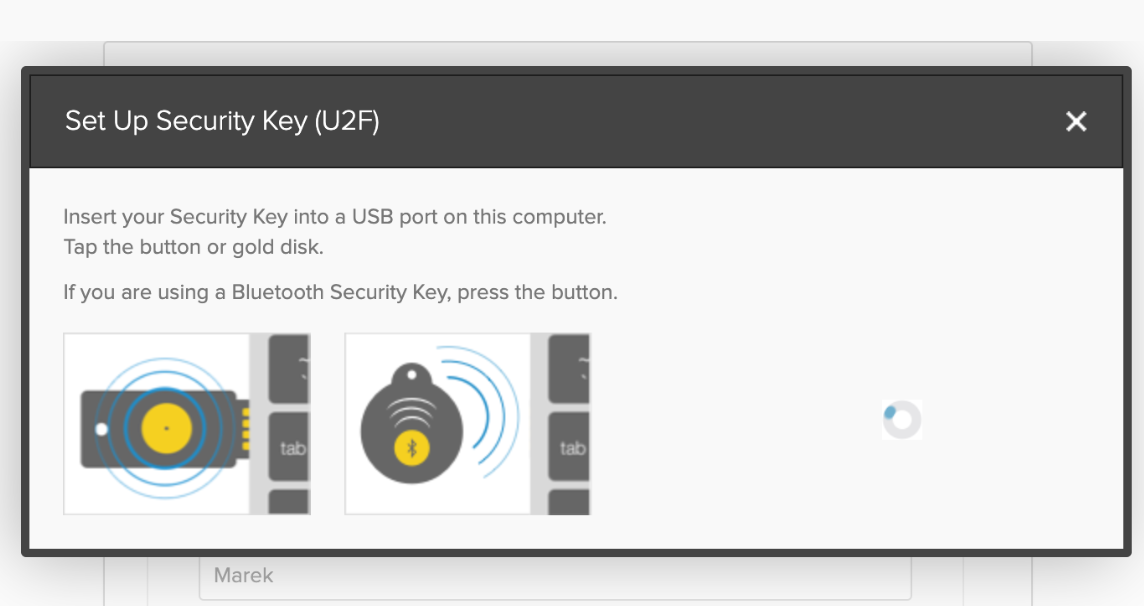 Set Up Security Key (U2F)
Insert your Security Key into a USB port on this computer.
Tap the button or gold disk.
If you are using a Bluetooth Security Key, press the button.
tab
tab
Marek